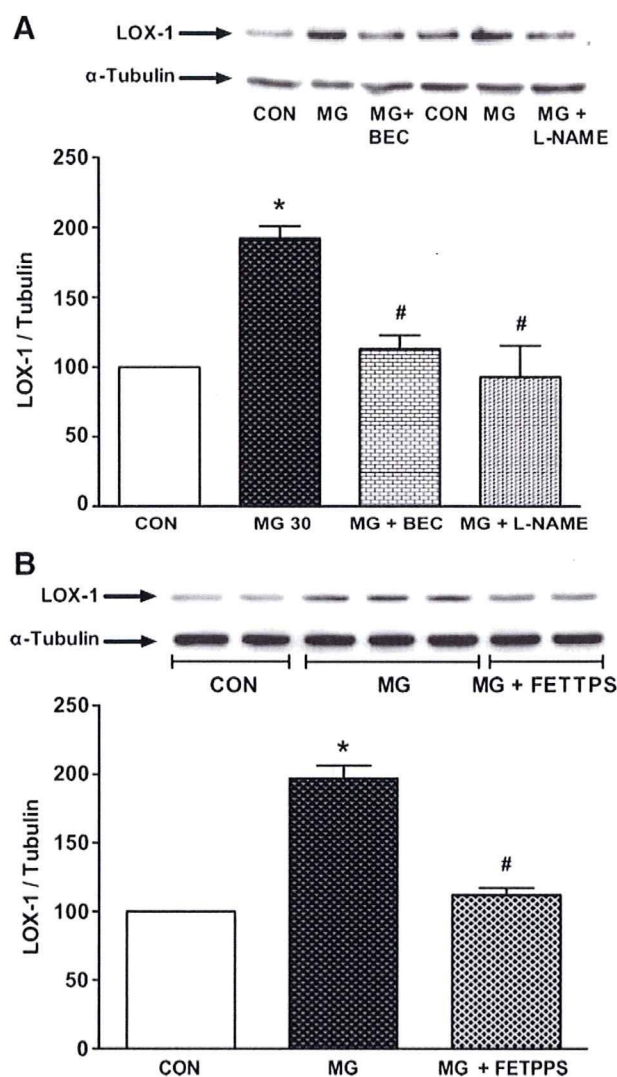 A
LOX-1
α-Tubulin
CON MG MG+ CON MG MG +
BEC L-NAME
250
200
150
100
50
0
LOX-1 / Tubulin
*
#
#
CON MG 30 MG + BEC MG + L-NAME
B
LOX-1
α-Tubulin
CON MG MG + FETTPS
250
200
150
100
50
0
LOX-1 / Tubulin
*
#
CON MG MG + FETPPS